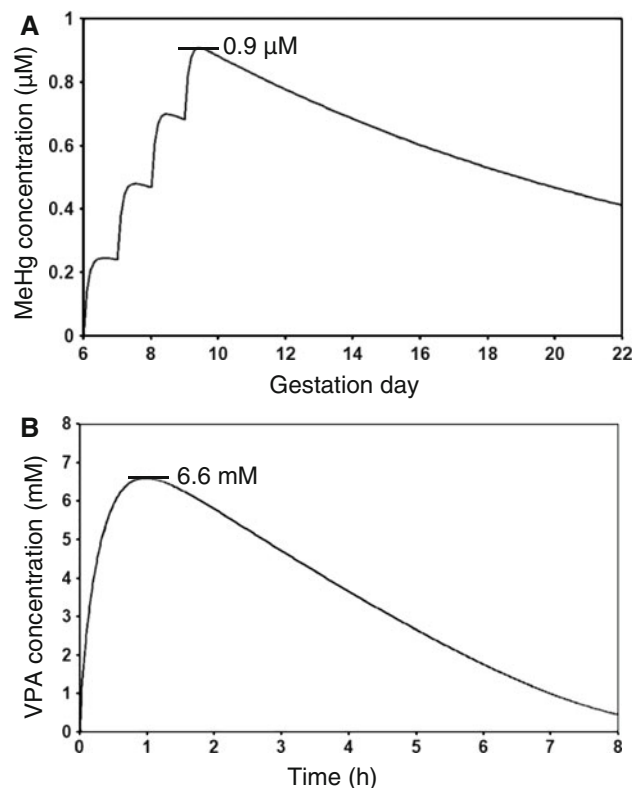 A
MeHg concentration (µM)
1
0.8
0.6
0.4
0.2
0
0.9 µM
6 8 10 12 14 16 18 20 22
Gestation day
B
VPA concentration (mM)
8
7
6
5
4
3
2
1
0
6.6 mM
0 1 2 3 4 5 6 7 8
Time (h)